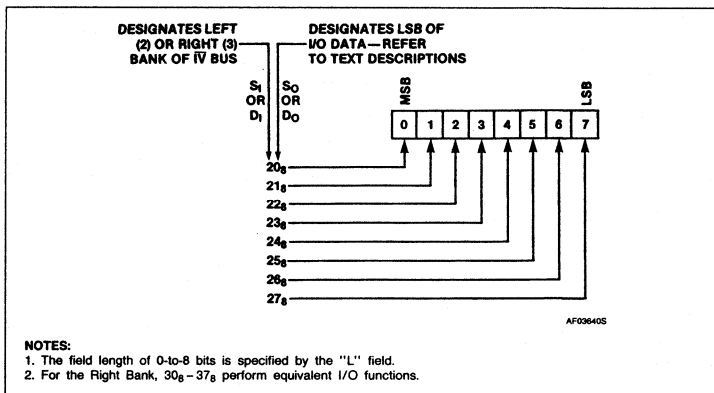 DESIGNATES LEFT
(2) OR RIGHT (3)
BANK OF I̅V̅ BUS
DESIGNATES LSB OF
I/O DATA—REFER
TO TEXT DESCRIPTIONS
S₁
OR
D₁
S₀
OR
D₀
MSB
LSB
0 1 2 3 4 5 6 7
20₈
21₈
22₈
23₈
24₈
25₈
26₈
27₈
AF03640S
NOTES:
1. The field length of 0-to-8 bits is specified by the "L" field.
2. For the Right Bank, 30₈ – 37₈ perform equivalent I/O functions.